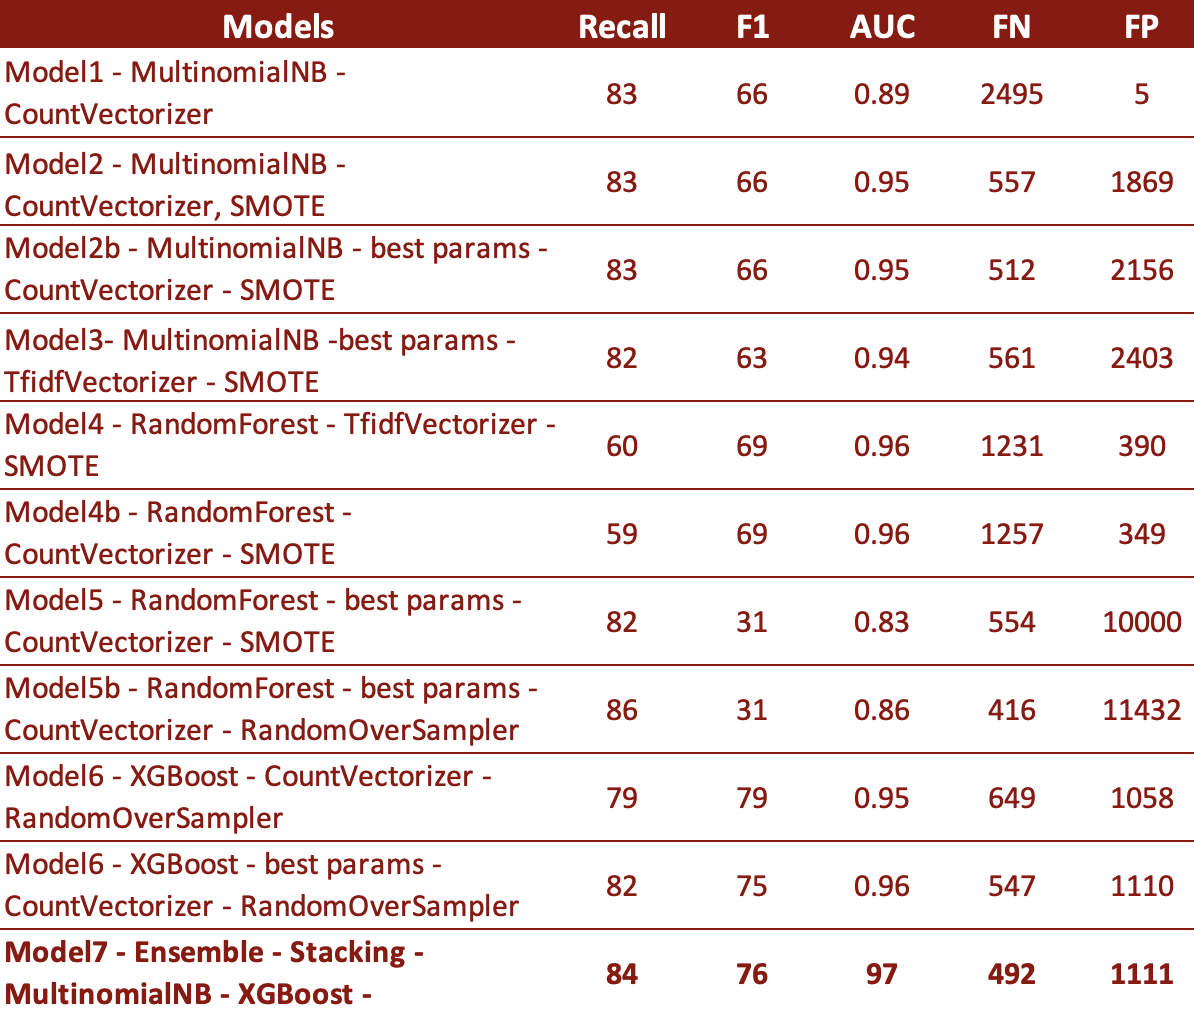 Models Recall F1 AUC FN FP
Model1 - MultinomialNB -
CountVectorizer 83 66 0.89 2495 5
Model2 - MultinomialNB -
CountVectorizer, SMOTE 83 66 0.95 557 1869
Model2b - MultinomialNB - best params -
CountVectorizer - SMOTE 83 66 0.95 512 2156
Model3- MultinomialNB -best params -
TfidfVectorizer - SMOTE 82 63 0.94 561 2403
Model4 - RandomForest - TfidfVectorizer -
SMOTE 60 69 0.96 1231 390
Model4b - RandomForest -
CountVectorizer - SMOTE 59 69 0.96 1257 349
Model5 - RandomForest - best params -
CountVectorizer - SMOTE 82 31 0.83 554 10000
Model5b - RandomForest - best params -
CountVectorizer - RandomOverSampler 86 31 0.86 416 11432
Model6 - XGBoost - CountVectorizer -
RandomOverSampler 79 79 0.95 649 1058
Model6 - XGBoost - best params -
CountVectorizer - RandomOverSampler 82 75 0.96 547 1110
Model7 - Ensemble - Stacking -
MultinomialNB - XGBoost - 84 76 97 492 1111